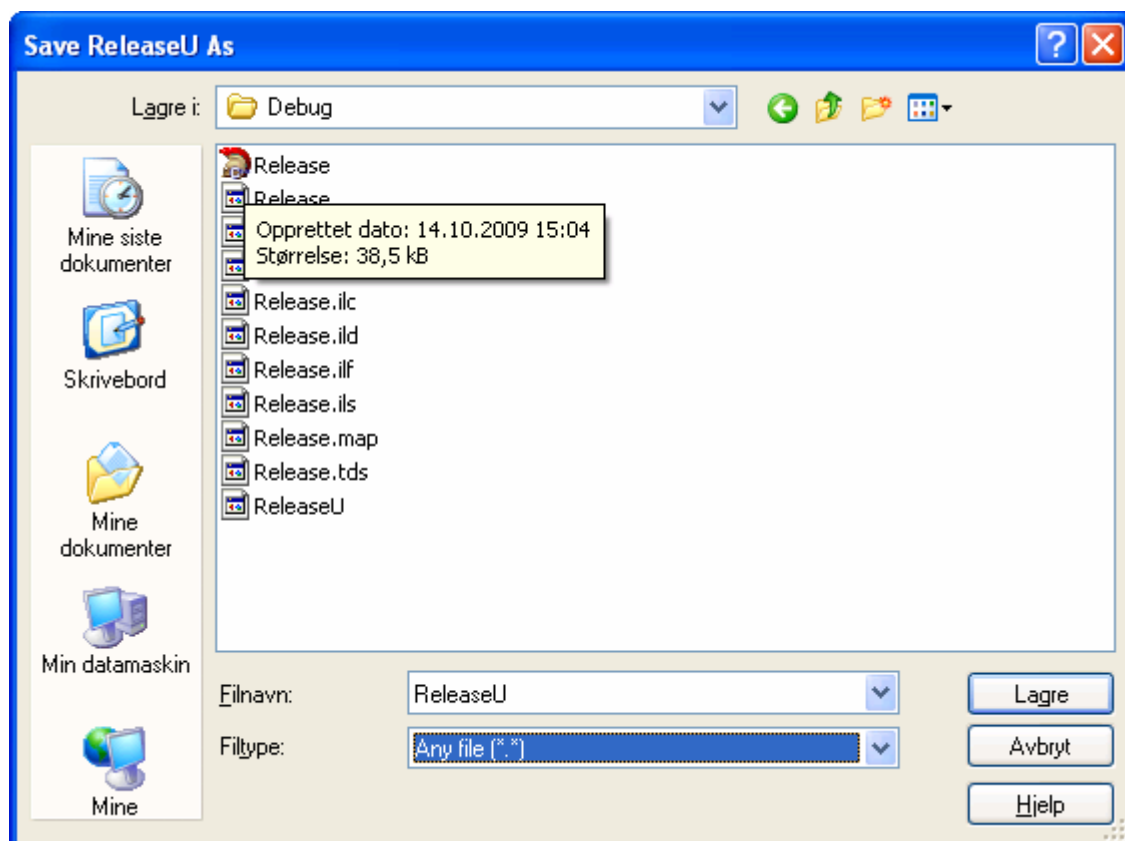 Save ReleaseU As
Lagre i:
Debug
Mine siste
dokumenter
Skrivebord
Mine
dokumenter
Min datamaskin
Mine
Release
Release
Opprettet dato: 14.10.2009 15:04
Størrelse: 38,5 kB
Release.ilc
Release.ild
Release.ilf
Release.ils
Release.map
Release.tds
ReleaseU
Filnavn:
ReleaseU
Lagre
Filtype:
Any file (*.*)
Avbryt
Hjelp